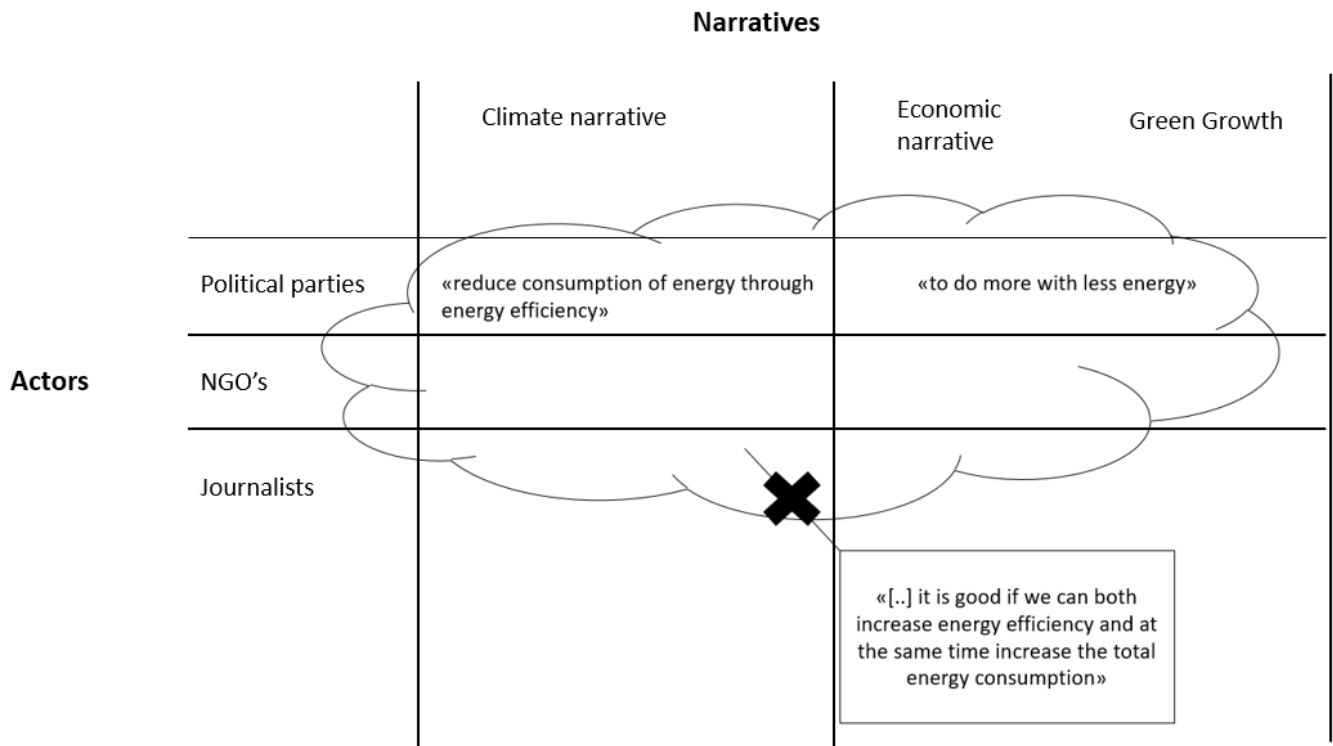 Narratives
Climate narrative
Economic
narrative
Green Growth
Political parties
«reduce consumption of energy through
energy efficiency»
«to do more with less energy»
Actors
NGO's
Journalists
«[..] it is good if we can both
increase energy efficiency and at
the same time increase the total
energy consumption»